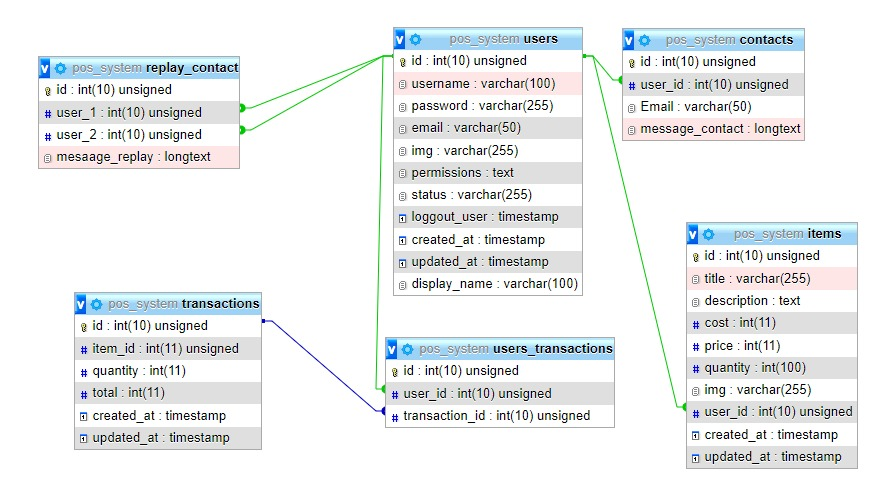 pos_system replay_contact
id : int(10) unsigned
user_1 : int(10) unsigned
user_2 : int(10) unsigned
mesaage_replay : longtext
pos_system users
id : int(10) unsigned
username : varchar(100)
password : varchar(255)
email : varchar(50)
img : varchar(255)
permissions : text
status : varchar(255)
loggout_user : timestamp
created_at : timestamp
updated_at : timestamp
display_name : varchar(100)
pos_system contacts
id : int(10) unsigned
user_id : int(10) unsigned
Email : varchar(50)
message_contact : longtext
pos_system items
id : int(10) unsigned
title : varchar(255)
description : text
cost : int(11)
price : int(11)
quantity : int(100)
img : varchar(255)
user_id : int(10) unsigned
created_at : timestamp
updated_at : timestamp
pos_system transactions
id : int(10) unsigned
item_id : int(11) unsigned
quantity : int(11)
total : int(11)
created_at : timestamp
updated_at : timestamp
pos_system users_transactions
id : int(10) unsigned
user_id : int(10) unsigned
transaction_id : int(10) unsigned